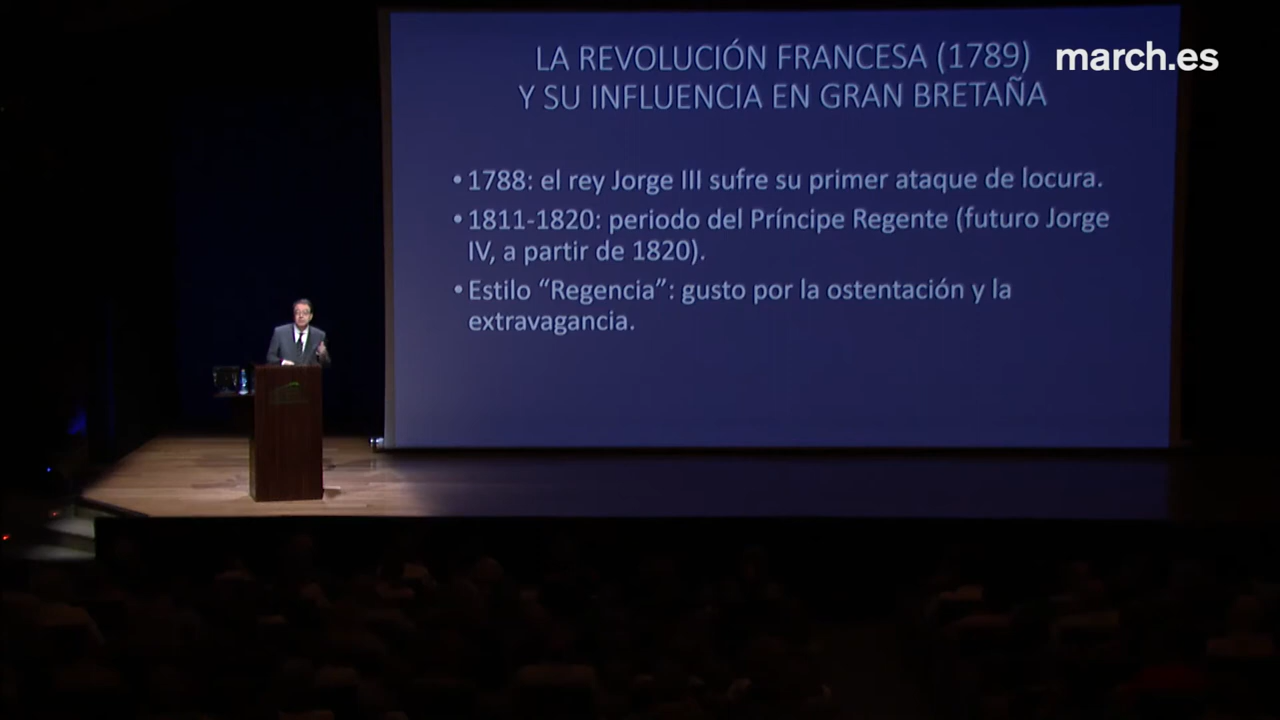 LA REVOLUCIÓN FRANCESA (1789)
Y SU INFLUENCIA EN GRAN BRETAÑA
march.es
• 1788: el rey Jorge III sufre su primer ataque de locura.
• 1811-1820: periodo del Príncipe Regente (futuro Jorge
IV, a partir de 1820).
• Estilo “Regencia”: gusto por la ostentación y la
extravagancia.